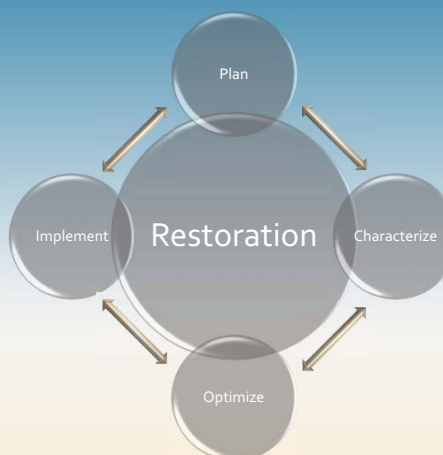 Plan
Implement
Restoration
Characterize
Optimize